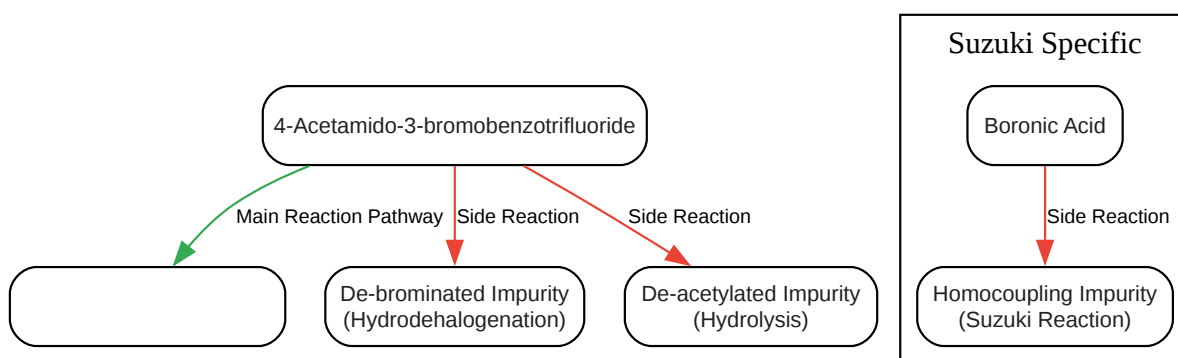 Suzuki Specific
4-Acetamido-3-bromobenzotrifluoride
Boronic Acid
Main Reaction Pathway
Side Reaction
Side Reaction
Side Reaction
De-brominated Impurity
(Hydrodehalogenation)
De-acetylated Impurity
(Hydrolysis)
Homocoupling Impurity
(Suzuki Reaction)